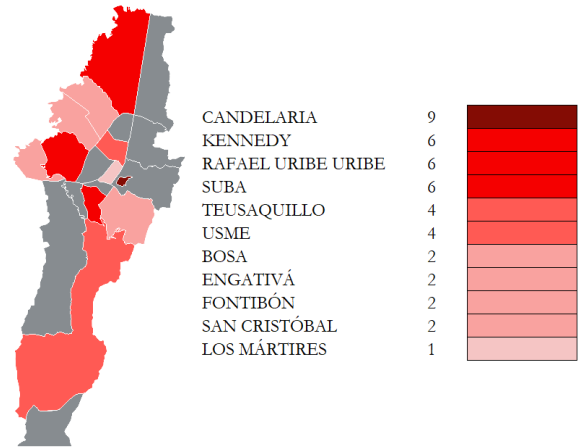 CANDELARIA 9
KENNEDY 6
RAFAEL URIBE URIBE 6
SUBA 6
TEUSAQUILLO 4
USME 4
BOSA 2
ENGATIVÁ 2
FONTIBÓN 2
SAN CRISTÓBAL 2
LOS MÁRTIRES 1